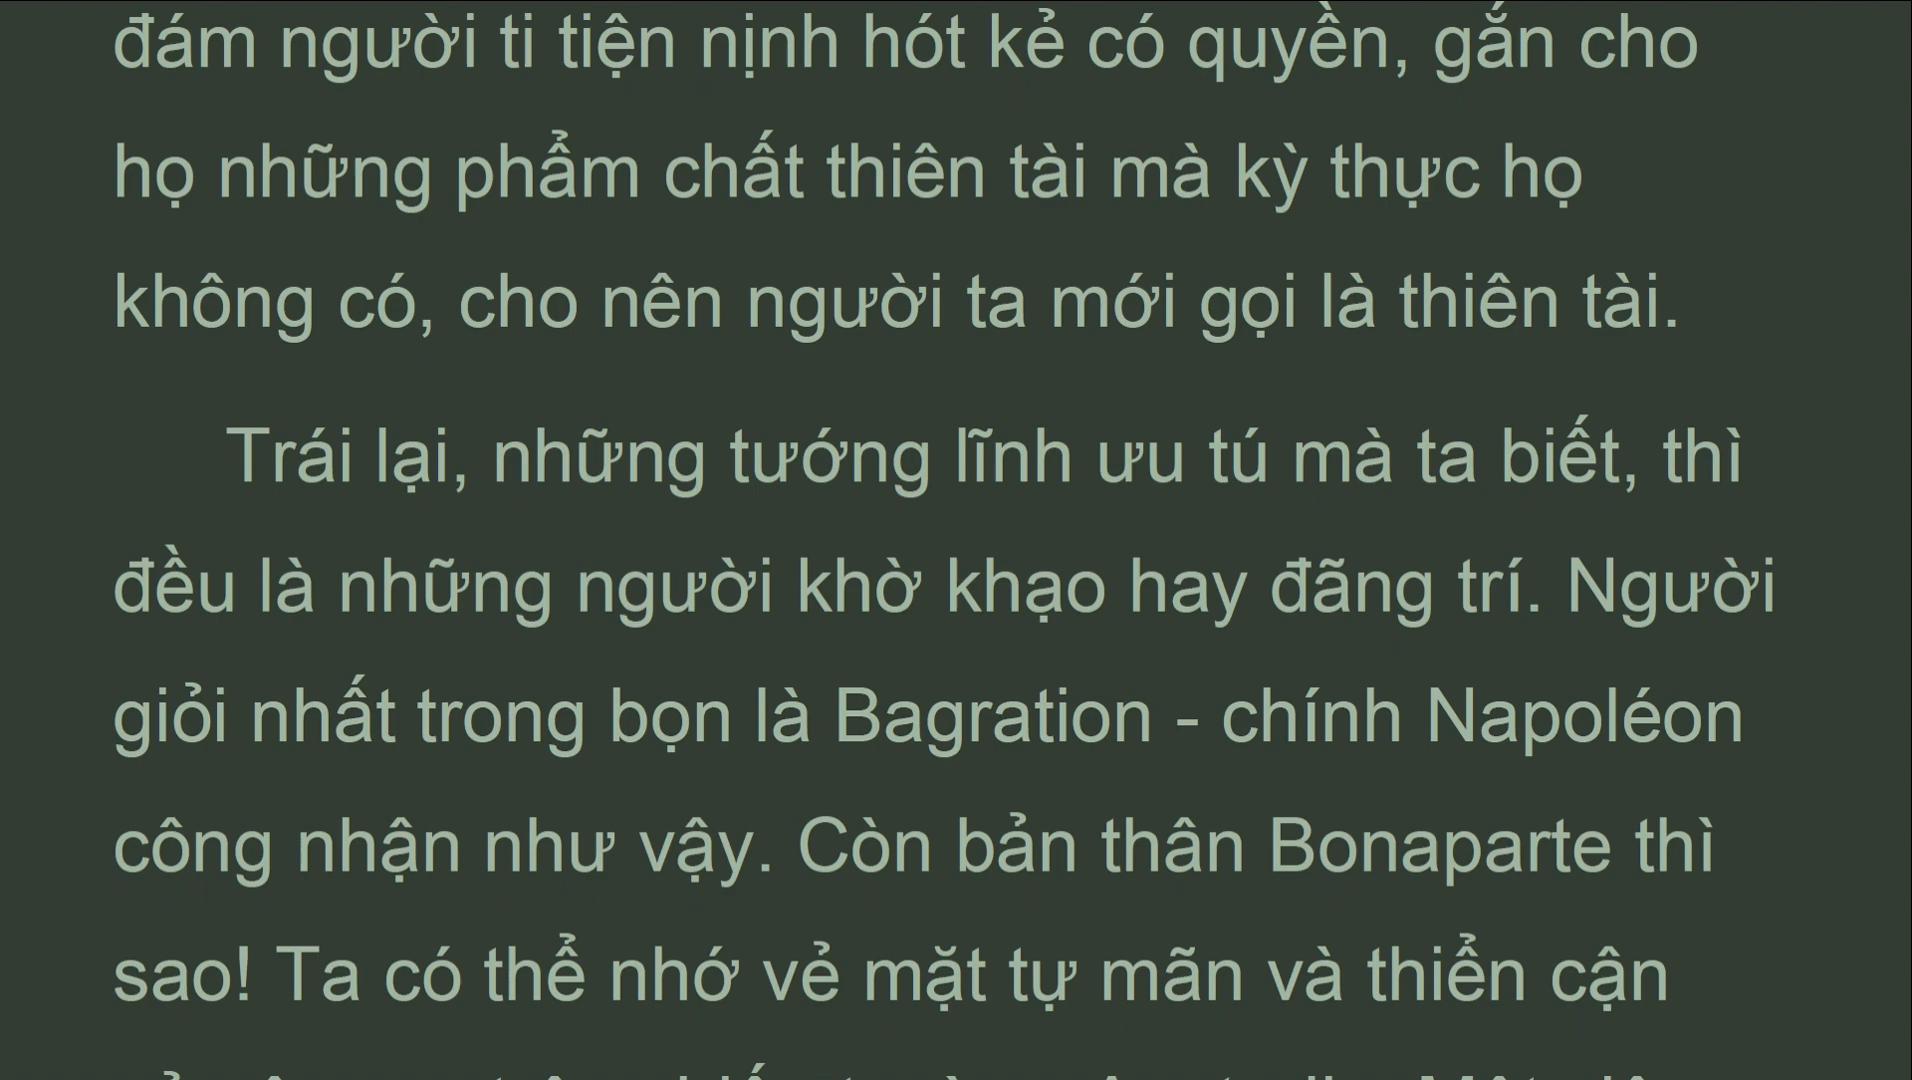 đám người ti tiện nịnh hót kẻ có quyền, gắn cho
họ những phẩm chất thiên tài mà kỳ thực họ
không có, cho nên người ta mới gọi là thiên tài.
Trái lại, những tướng lĩnh ưu tú mà ta biết, thì
đều là những người khờ khạo hay đãng trí. Người
giỏi nhất trong bọn là Bagration - chính Napoléon
công nhận như vậy. Còn bản thân Bonaparte thì
sao! Ta có thể nhớ vẻ mặt tự mãn và thiển cận